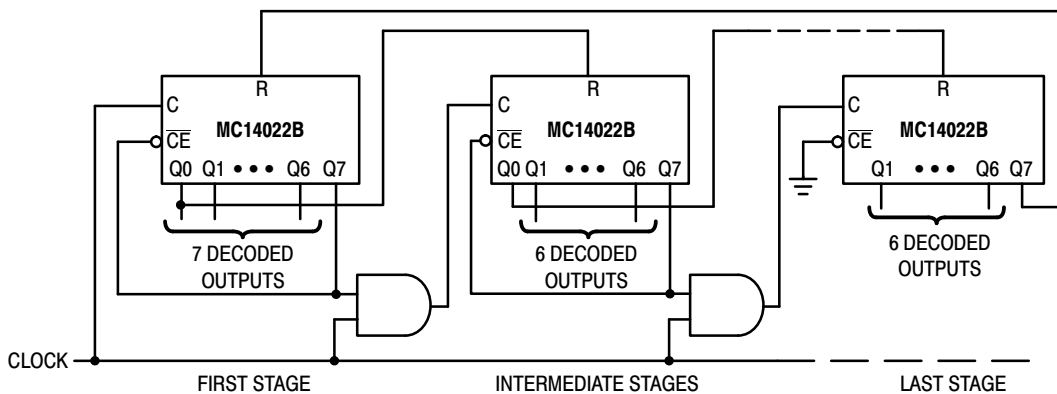 R
R
R
C
MC14022B
C
MC14022B
C
MC14022B
CE
CE
CE
Q0 Q1 • • • Q6 Q7
Q0 Q1 • • • Q6 Q7
Q1 • • • Q6 Q7
7 DECODED
OUTPUTS
6 DECODED
OUTPUTS
6 DECODED
OUTPUTS
CLOCK
FIRST STAGE
INTERMEDIATE STAGES
LAST STAGE